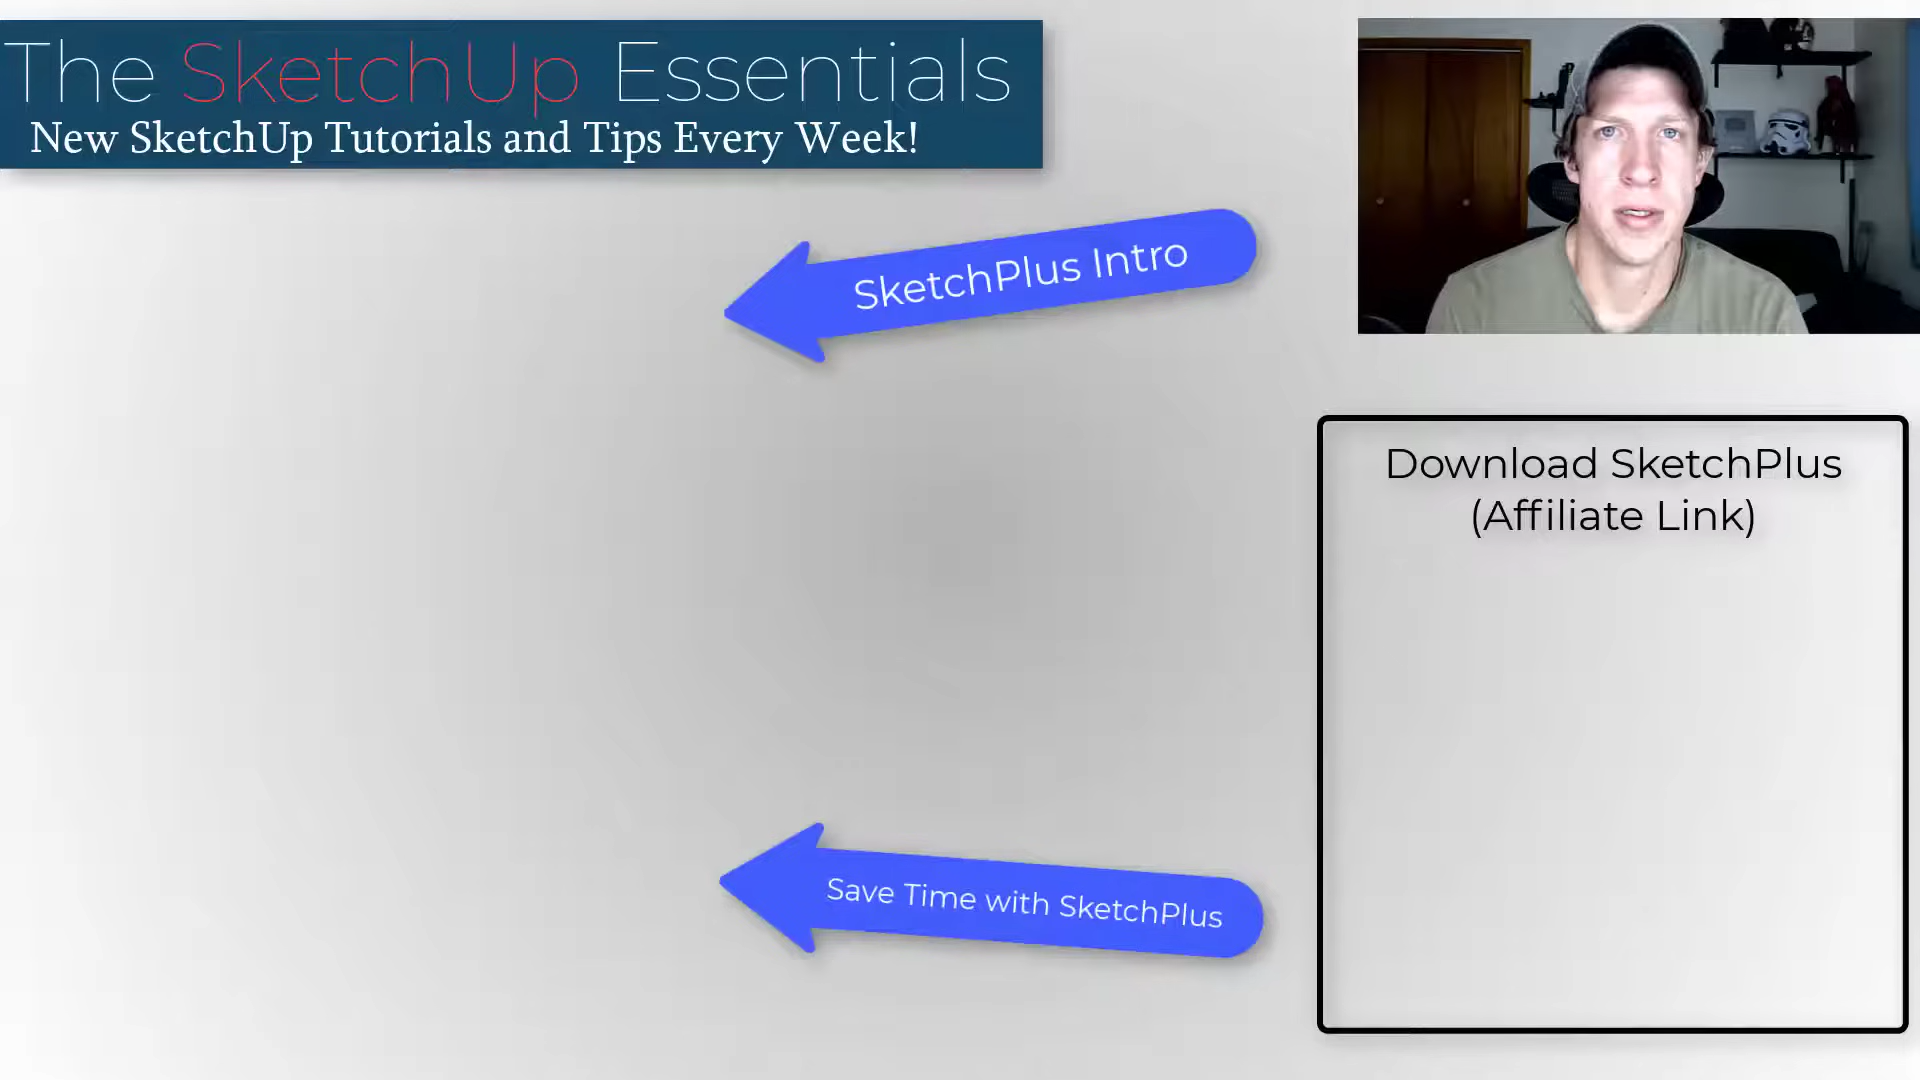 The SketchUp Essentials
New SketchUp Tutorials and Tips Every Week!
SketchPlus Intro
Download SketchPlus
(Affiliate Link)
Save Time with SketchPlus